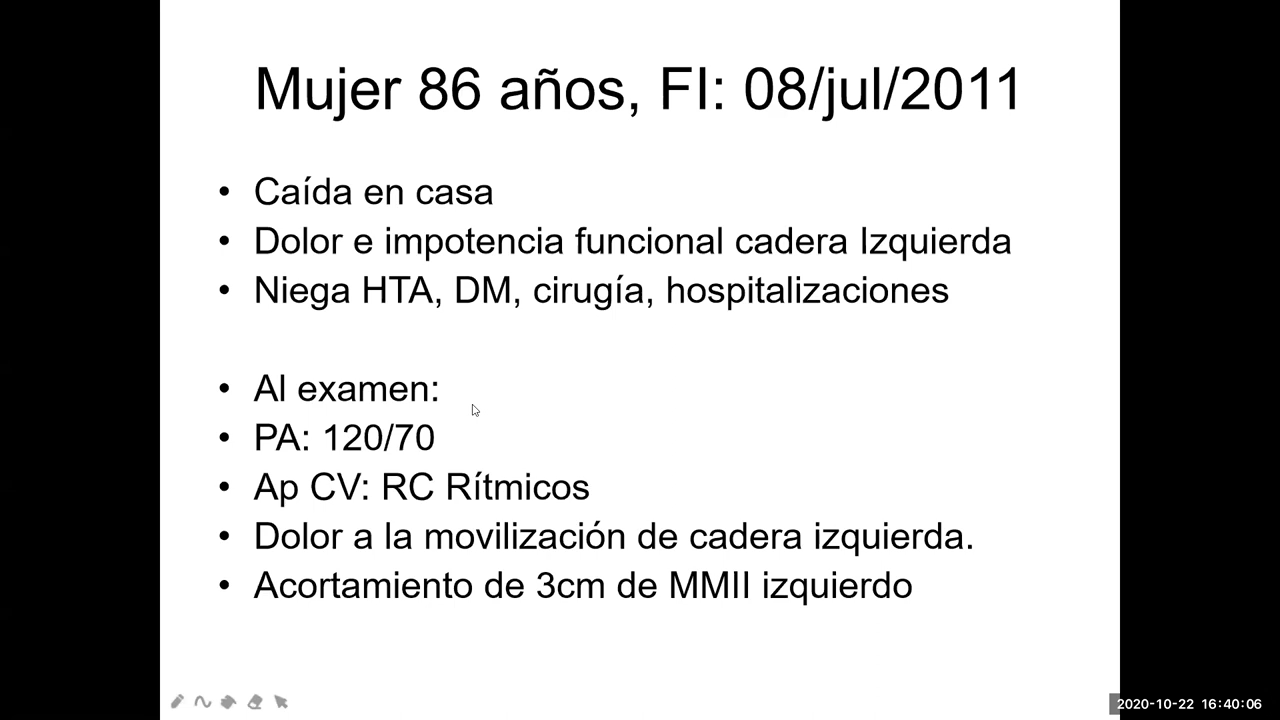 Mujer 86 años, FI: 08/jul/2011
• Caída en casa
• Dolor e impotencia funcional cadera Izquierda
• Niega HTA, DM, cirugía, hospitalizaciones
• Al examen:
• PA: 120/70
• Ap CV: RC Rítmicos
• Dolor a la movilización de cadera izquierda.
• Acortamiento de 3cm de MMII izquierdo
2020-10-22 16:40:06